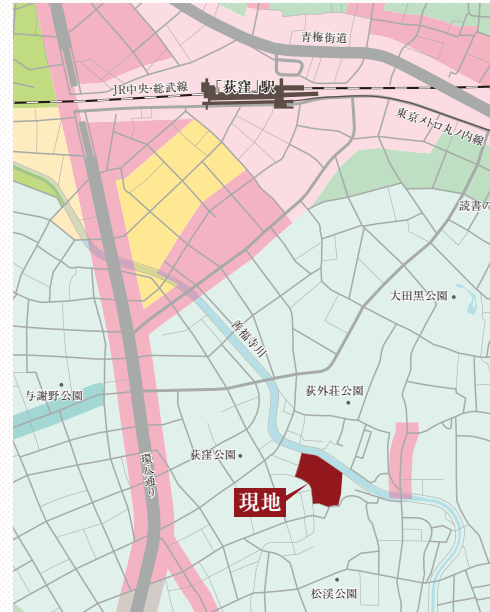 青梅街道
JR中央・総武線
「荻窪」駅
東京メトロ丸ノ内線
読書の
大田黒公園
善福寺川
与謝野公園
荻外荘公園
荻窪公園
環八通り
現地
松渓公園